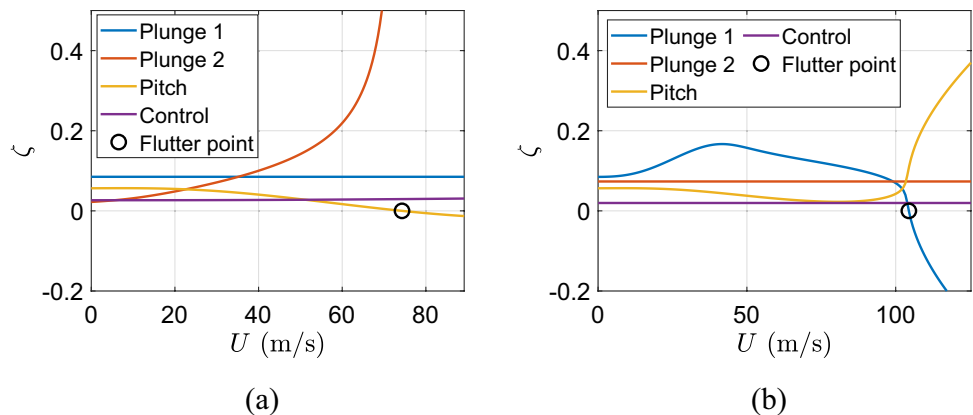 0.4
0.2
0
-0.2
ζ
Plunge 1
Plunge 2
Pitch
Control
Flutter point
0 20 40 60 80
U (m/s)
(a)
0.4
0.2
0
-0.2
ζ
Plunge 1 Control
Plunge 2 Flutter point
Pitch
0 50 100
U (m/s)
(b)